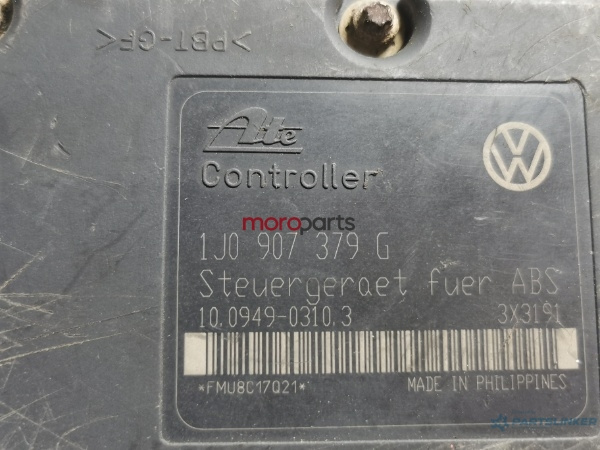 >PBT-GF<
Ate
Controller
moroparts
1J0 907 379 G
Steuergeraet fuer ABS
10.0949-0310.3 3X3191
*FMU8C17Q21* MADE IN PHILIPPINES
PARTSLINKER